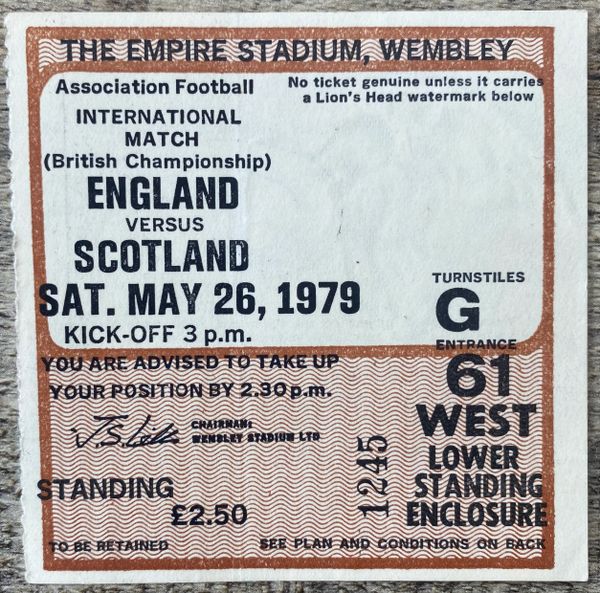 THE EMPIRE STADIUM, WEMBLEY
Association Football
No ticket genuine unless it carries
a Lion's Head watermark below
INTERNATIONAL
MATCH
(British Championship)
ENGLAND
VERSUS
SCOTLAND
SAT. MAY 26, 1979
KICK-OFF 3 p.m.
TURNSTILES
G
ENTRANCE
61
WEST
LOWER
STANDING
ENCLOSURE
YOU ARE ADVISED TO TAKE UP
YOUR POSITION BY 2.30 p.m.
CHAIRMAN:
WEMBLEY STADIUM LTD
1245
STANDING
£2.50
TO BE RETAINED
SEE PLAN AND CONDITIONS ON BACK